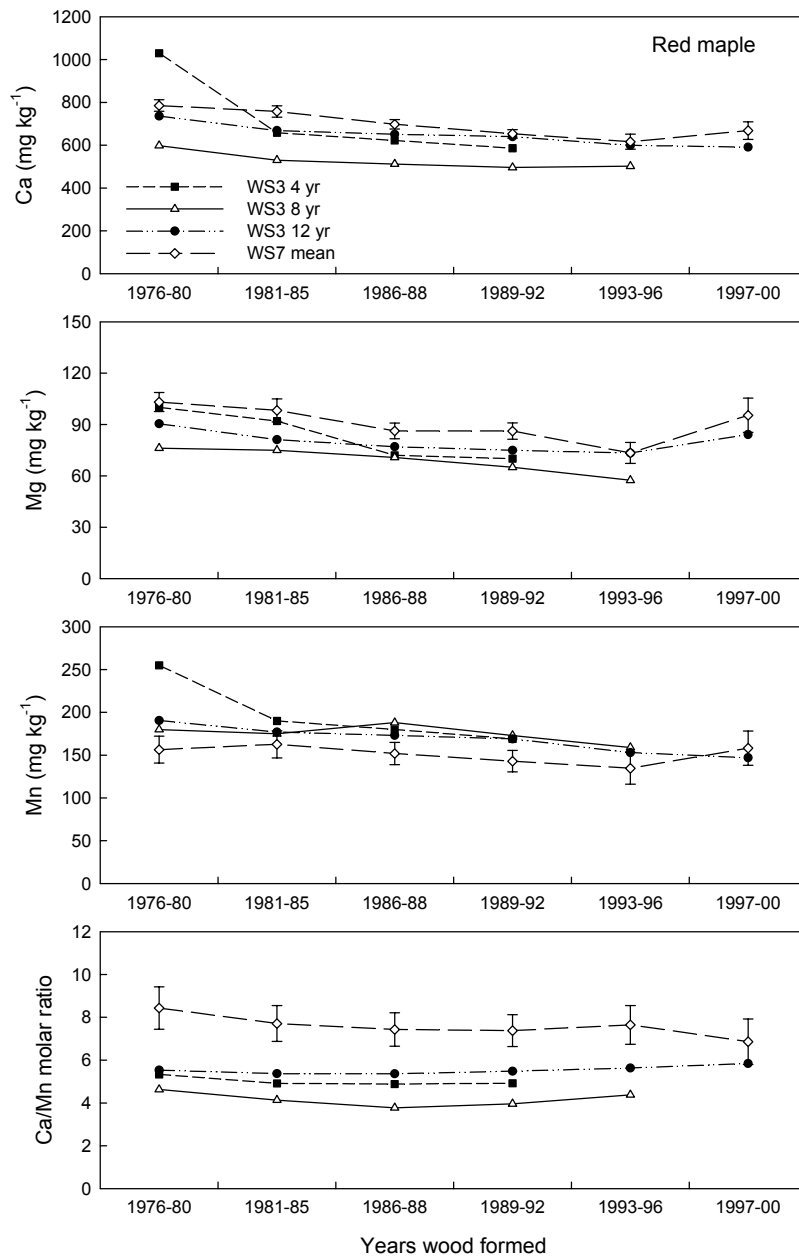 Red maple
Ca (mg kg⁻¹)
1200
1000
800
600
400
200
0
WS3 4 yr
WS3 8 yr
WS3 12 yr
WS7 mean
1976-80 1981-85 1986-88 1989-92 1993-96 1997-00
Mg (mg kg⁻¹)
150
120
90
60
30
0
1976-80 1981-85 1986-88 1989-92 1993-96 1997-00
Mn (mg kg⁻¹)
300
250
200
150
100
50
0
1976-80 1981-85 1986-88 1989-92 1993-96 1997-00
Ca/Mn molar ratio
12
10
8
6
4
2
0
1976-80 1981-85 1986-88 1989-92 1993-96 1997-00
Years wood formed